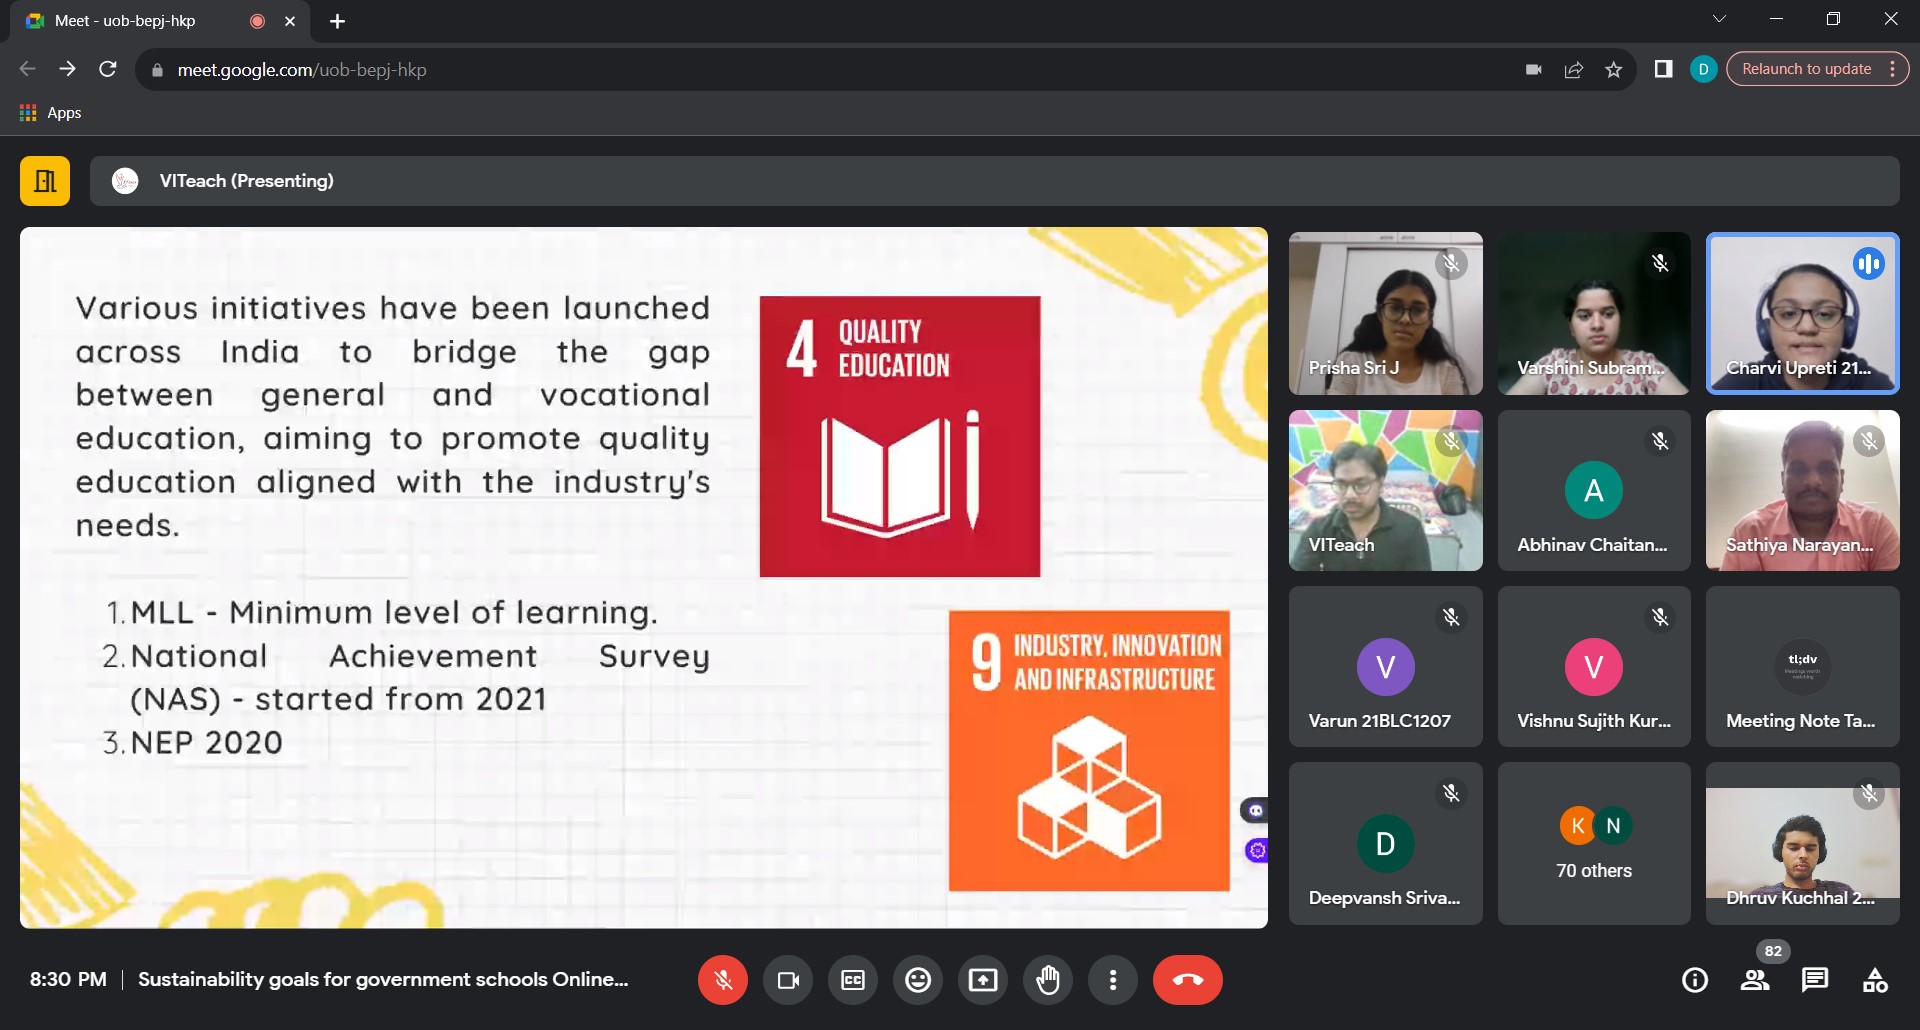 Meet - uob-bepj-hkp
meet.google.com/uob-bepj-hkp
D
Relaunch to update
Apps
VITeach (Presenting)
Various initiatives have been launched
across India to bridge the gap
between general and vocational
education, aiming to promote quality
education aligned with the industry's
needs.
1. MLL - Minimum level of learning.
2. National Achievement Survey
(NAS) - started from 2021
3. NEP 2020
4 QUALITY
EDUCATION
9 INDUSTRY, INNOVATION
AND INFRASTRUCTURE
Prisha Sri J
Varshini Subram...
Charvi Upreti 21...
VITeach
A
Abhinav Chaitan...
Sathiya Narayan...
V
Varun 21BLC1207
V
Vishnu Sujith Kur...
tl;dv
Meeting Note Ta...
D
Deepvansh Sriva...
K N
70 others
Dhruv Kuchhal 2...
8:30 PM | Sustainability goals for government schools Online...
CC
82